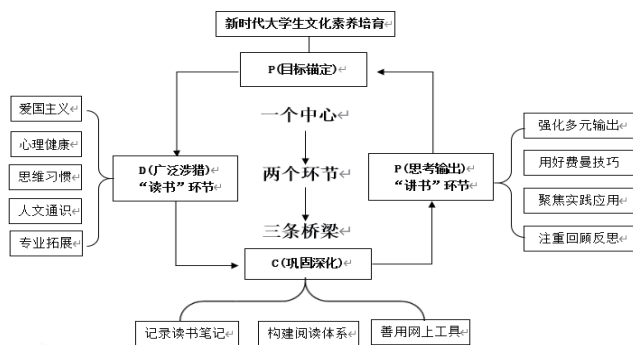 新时代大学生文化素养培育
P(目标锚定)
一个中心
两个环节
三条桥梁
爱国主义
心理健康
思维习惯
人文通识
专业拓展
D(广泛涉猎)
“读书”环节
P(思考输出)
“讲书”环节
强化多元输出
用好费曼技巧
聚焦实践应用
注重回顾反思
C(巩固深化)
记录读书笔记
构建阅读体系
善用网上工具